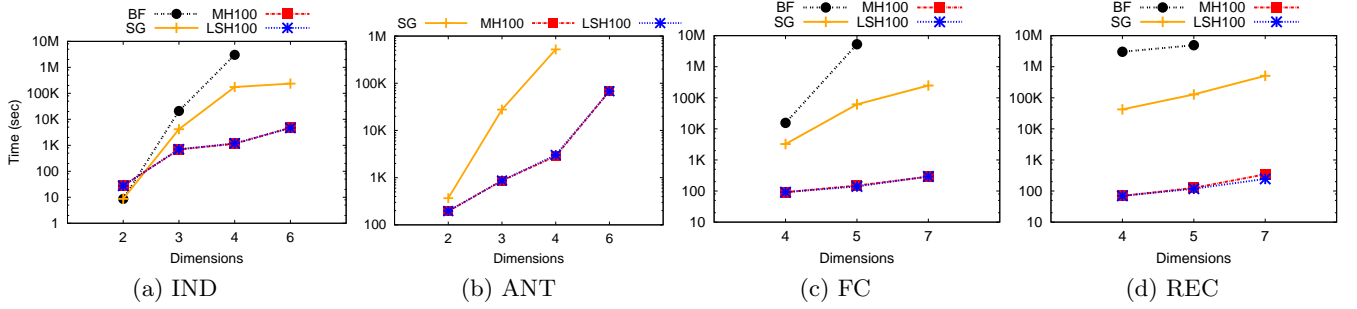 BF MH100
SG LSH100
10M
1M
100K
10K
1K
100
10
1
Time (sec)
2 3 4 6
Dimensions
(a) IND
SG MH100 LSH100
1M
100K
10K
1K
100
2 3 4 6
Dimensions
(b) ANT
BF MH100
SG LSH100
10M
1M
100K
10K
1K
100
10
4 5 7
Dimensions
(c) FC
BF MH100
SG LSH100
10M
1M
100K
10K
1K
100
10
4 5 7
Dimensions
(d) REC